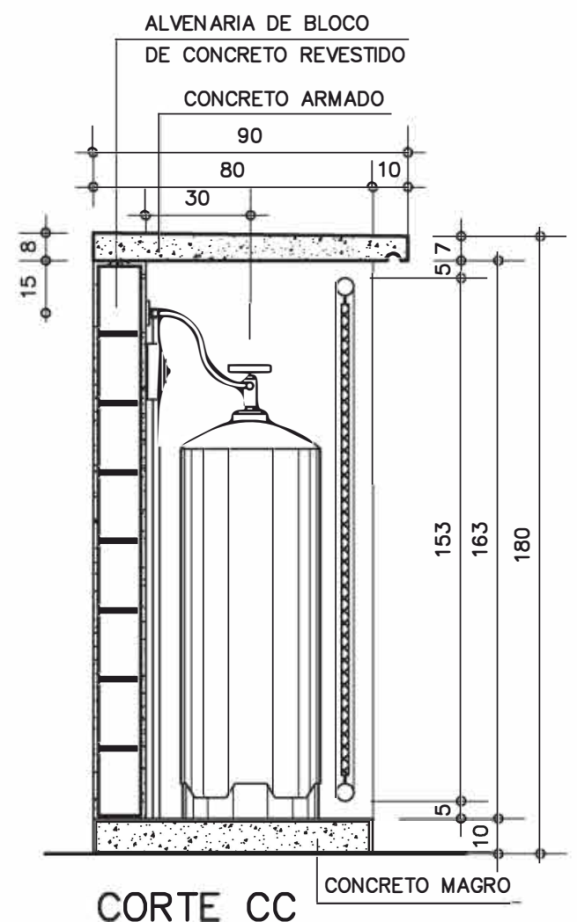 ALVENARIA DE BLOCO
DE CONCRETO REVESTIDO
CONCRETO ARMADO
90
80
10
30
8
15
7
5
153
163
180
5
10
CONCRETO MAGRO
CORTE CC